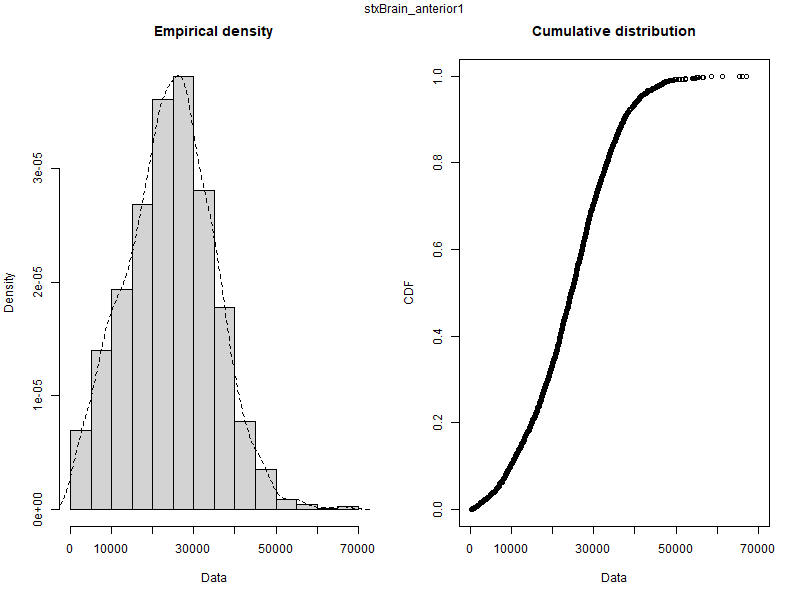 stxBrain_anterior1
Empirical density
Density
0e+00 1e-05 2e-05 3e-05
0 10000 30000 50000 70000
Data
Cumulative distribution
CDF
0.0 0.2 0.4 0.6 0.8 1.0
0 10000 30000 50000 70000
Data